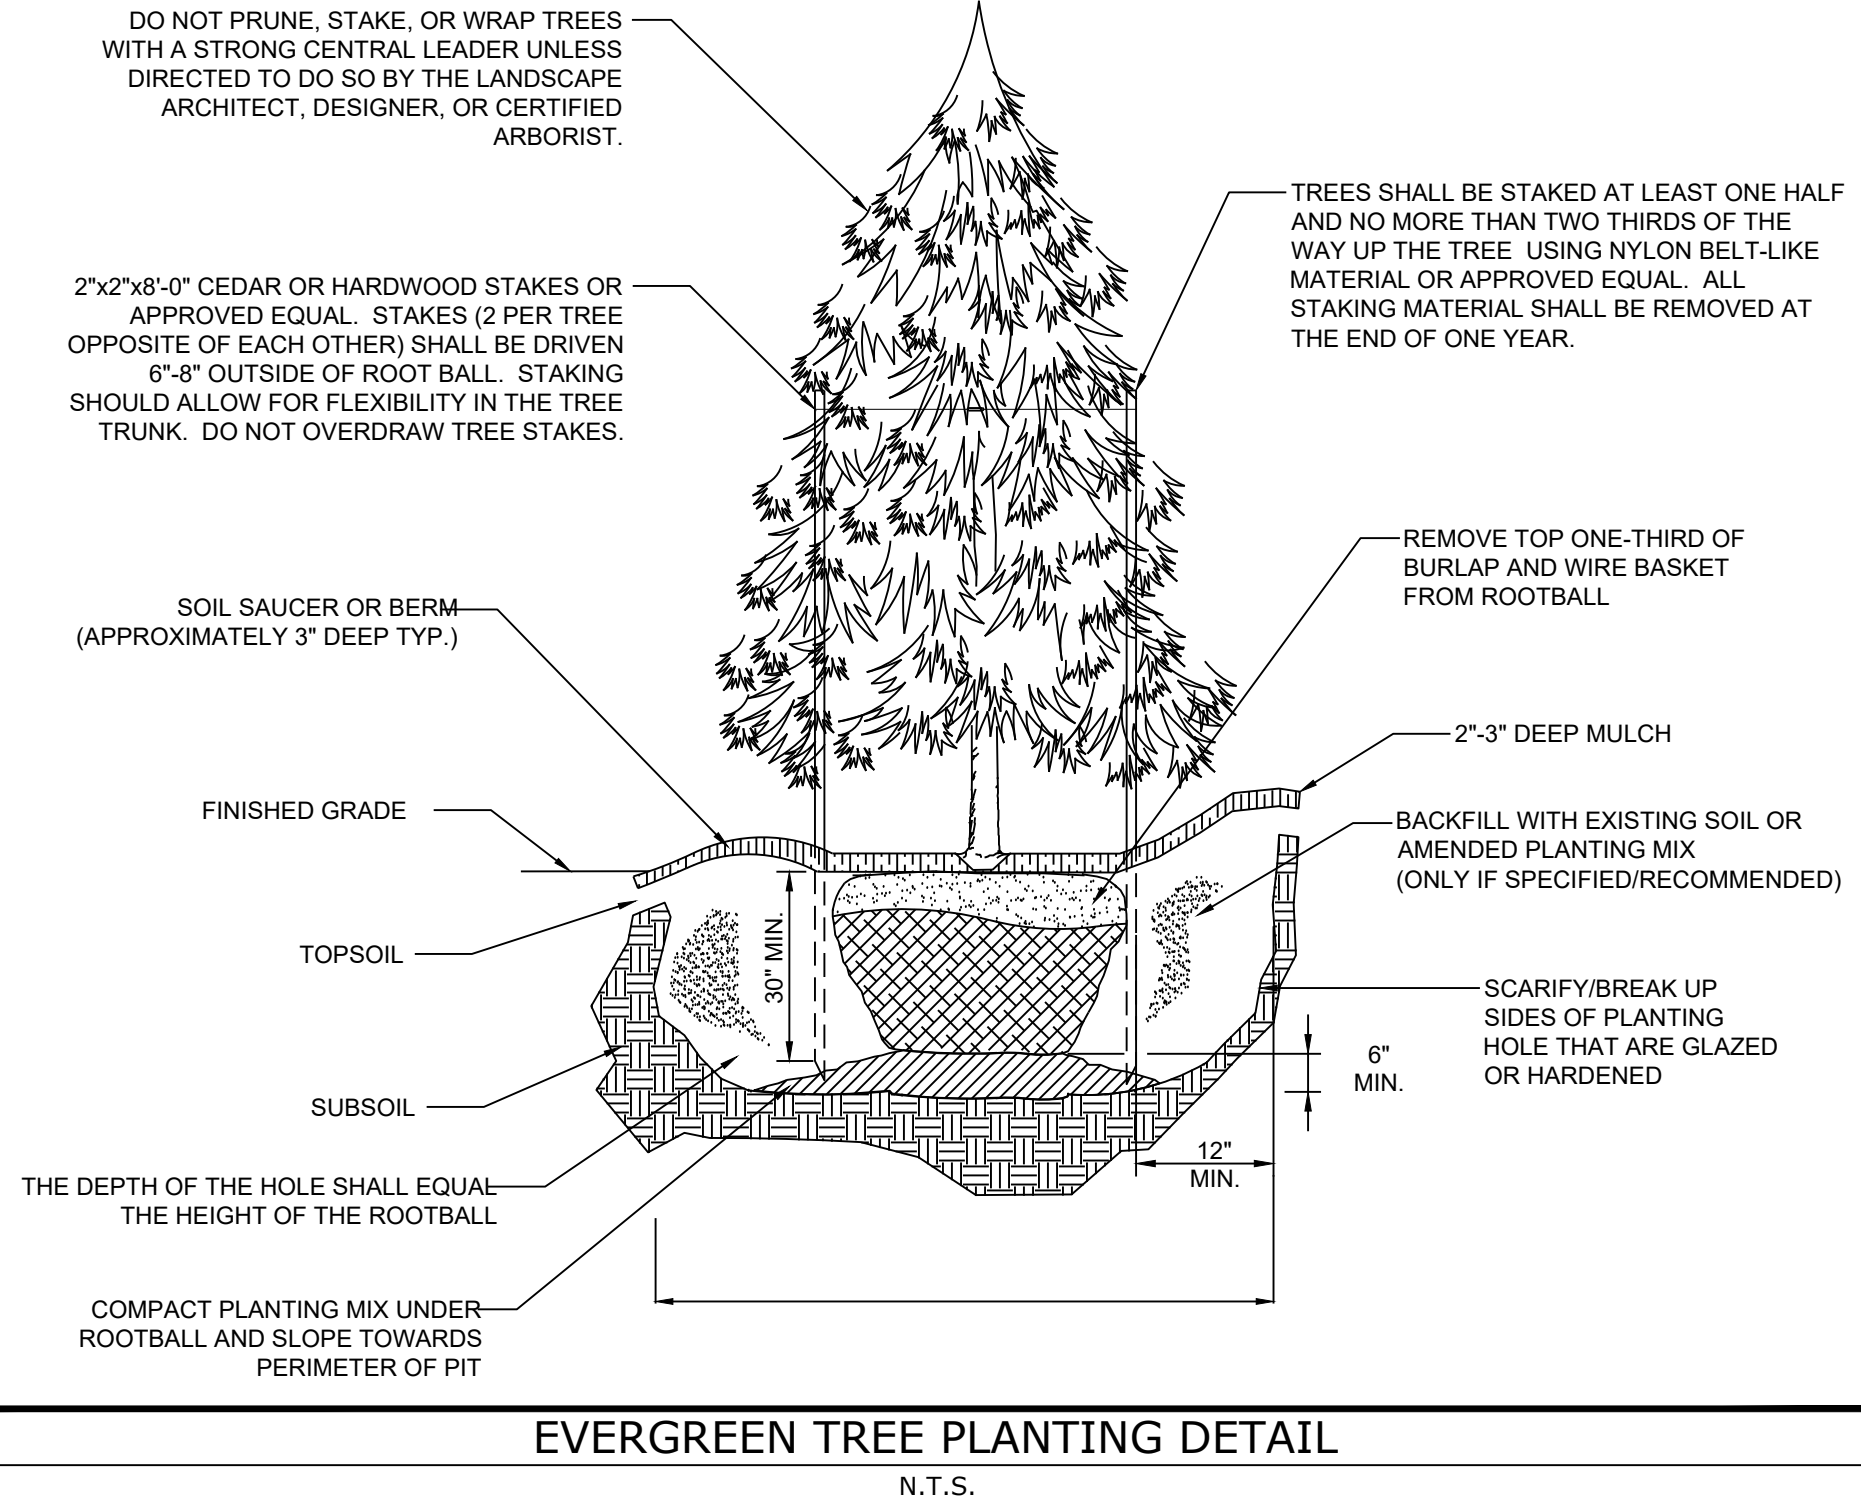 DO NOT PRUNE, STAKE, OR WRAP TREES
WITH A STRONG CENTRAL LEADER UNLESS
DIRECTED TO DO SO BY THE LANDSCAPE
ARCHITECT, DESIGNER, OR CERTIFIED
ARBORIST.
TREES SHALL BE STAKED AT LEAST ONE HALF
AND NO MORE THAN TWO THIRDS OF THE
WAY UP THE TREE  USING NYLON BELT-LIKE
MATERIAL OR APPROVED EQUAL.  ALL
STAKING MATERIAL SHALL BE REMOVED AT
THE END OF ONE YEAR.
2"x2"x8'-0" CEDAR OR HARDWOOD STAKES OR
APPROVED EQUAL.  STAKES (2 PER TREE
OPPOSITE OF EACH OTHER) SHALL BE DRIVEN
6"-8" OUTSIDE OF ROOT BALL.  STAKING
SHOULD ALLOW FOR FLEXIBILITY IN THE TREE
TRUNK.  DO NOT OVERDRAW TREE STAKES.
REMOVE TOP ONE-THIRD OF
BURLAP AND WIRE BASKET
FROM ROOTBALL
SOIL SAUCER OR BERM
(APPROXIMATELY 3" DEEP TYP.)
2"-3" DEEP MULCH
FINISHED GRADE
BACKFILL WITH EXISTING SOIL OR
AMENDED PLANTING MIX
(ONLY IF SPECIFIED/RECOMMENDED)
TOPSOIL
30" MIN.
SCARIFY/BREAK UP
SIDES OF PLANTING
HOLE THAT ARE GLAZED
OR HARDENED
6"
MIN.
SUBSOIL
12"
MIN.
THE DEPTH OF THE HOLE SHALL EQUAL
THE HEIGHT OF THE ROOTBALL
COMPACT PLANTING MIX UNDER
ROOTBALL AND SLOPE TOWARDS
PERIMETER OF PIT
EVERGREEN TREE PLANTING DETAIL
N.T.S.